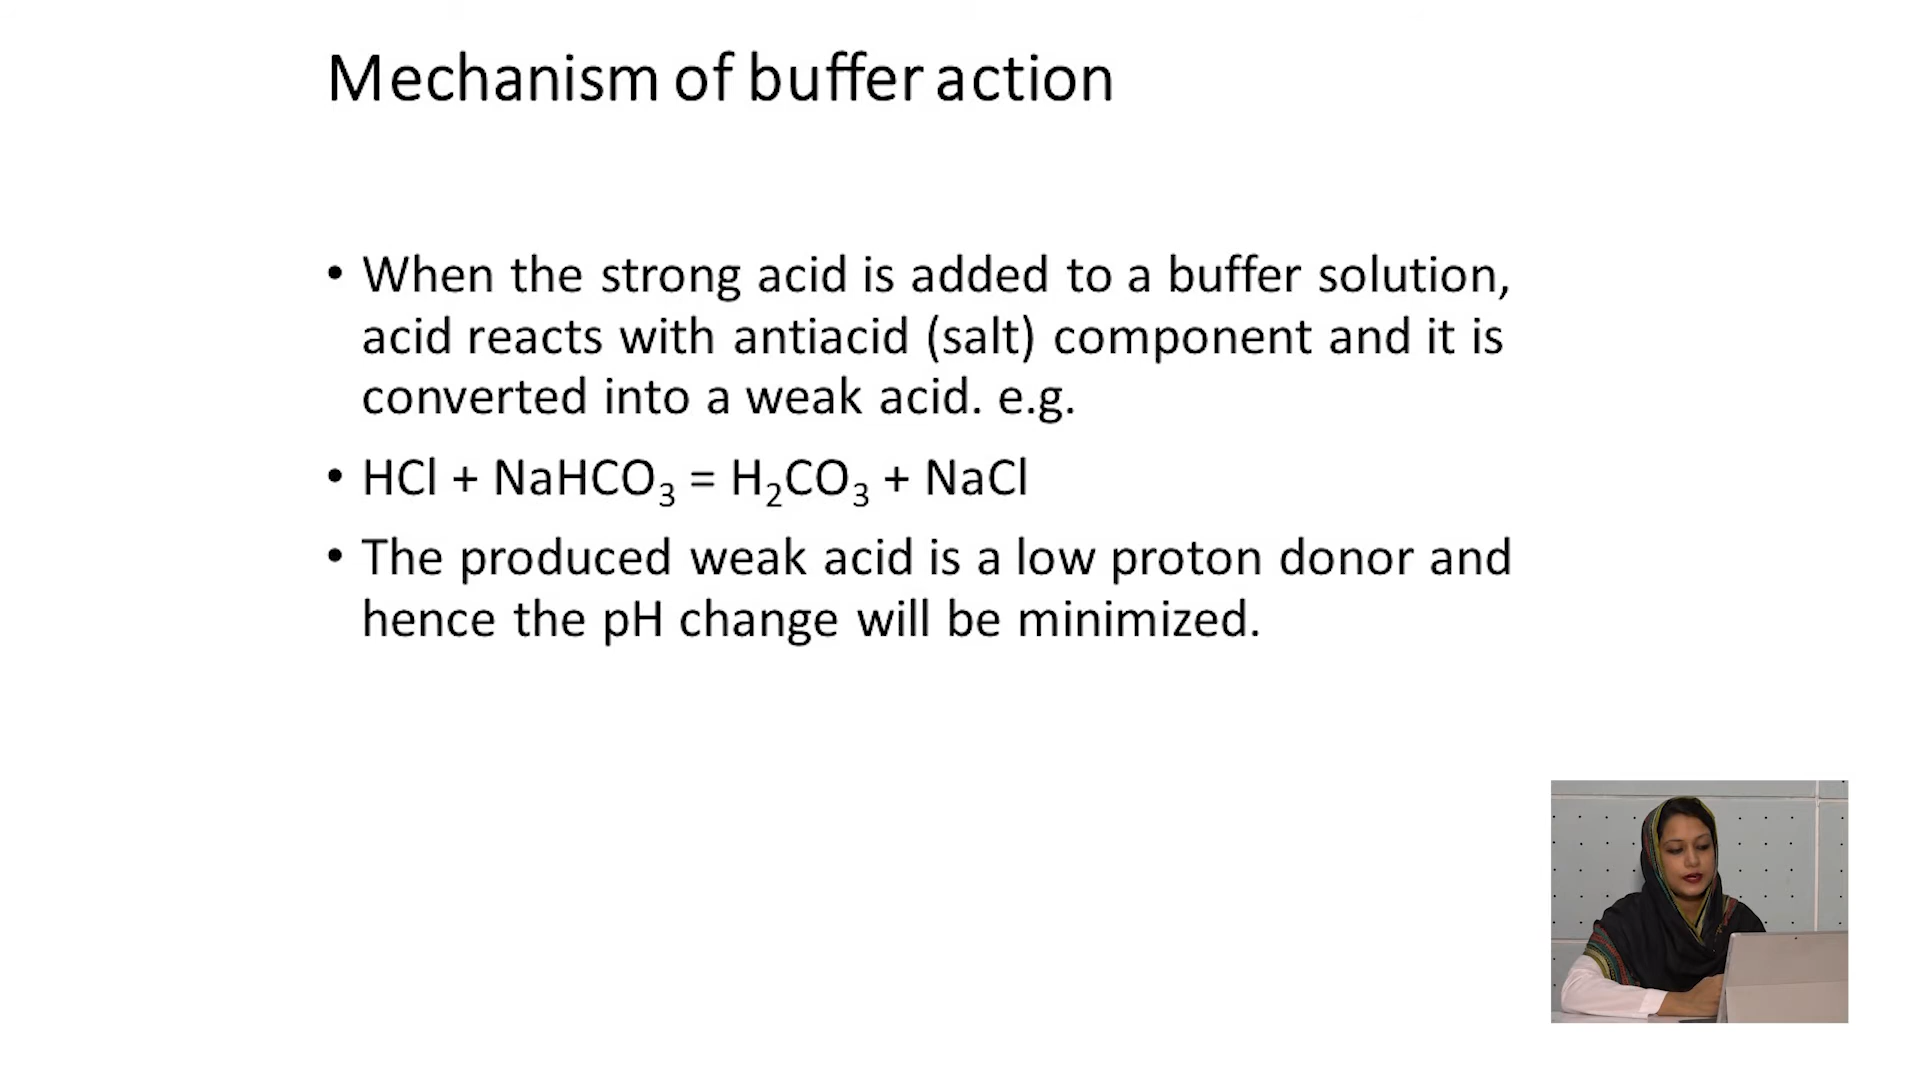 Mechanism of buffer action
• When the strong acid is added to a buffer solution,
acid reacts with antiacid (salt) component and it is
converted into a weak acid. e.g.
• HCl + NaHCO₃ = H₂CO₃ + NaCl
• The produced weak acid is a low proton donor and
hence the pH change will be minimized.